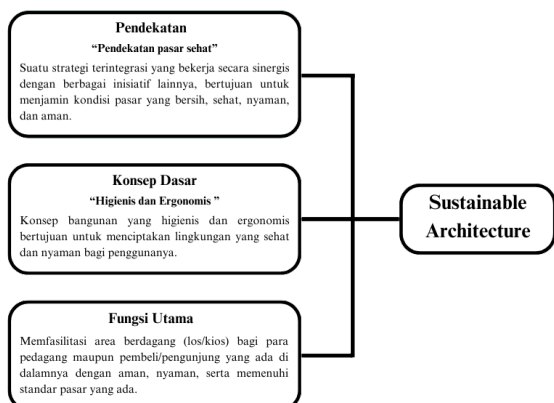 Pendekatan
“Pendekatan pasar sehat”
Suatu strategi terintegrasi yang bekerja secara sinergis
dengan berbagai inisiatif lainnya, bertujuan untuk
menjamin kondisi pasar yang bersih, sehat, nyaman,
dan aman.
Konsep Dasar
“Higienis dan Ergonomis ”
Konsep bangunan yang higienis dan ergonomis
bertujuan untuk menciptakan lingkungan yang sehat
dan nyaman bagi penggunanya.
Fungsi Utama
Memfasilitasi area berdagang (los/kios) bagi para
pedagang maupun pembeli/pengunjung yang ada di
dalamnya dengan aman, nyaman, serta memenuhi
standar pasar yang ada.
Sustainable
Architecture